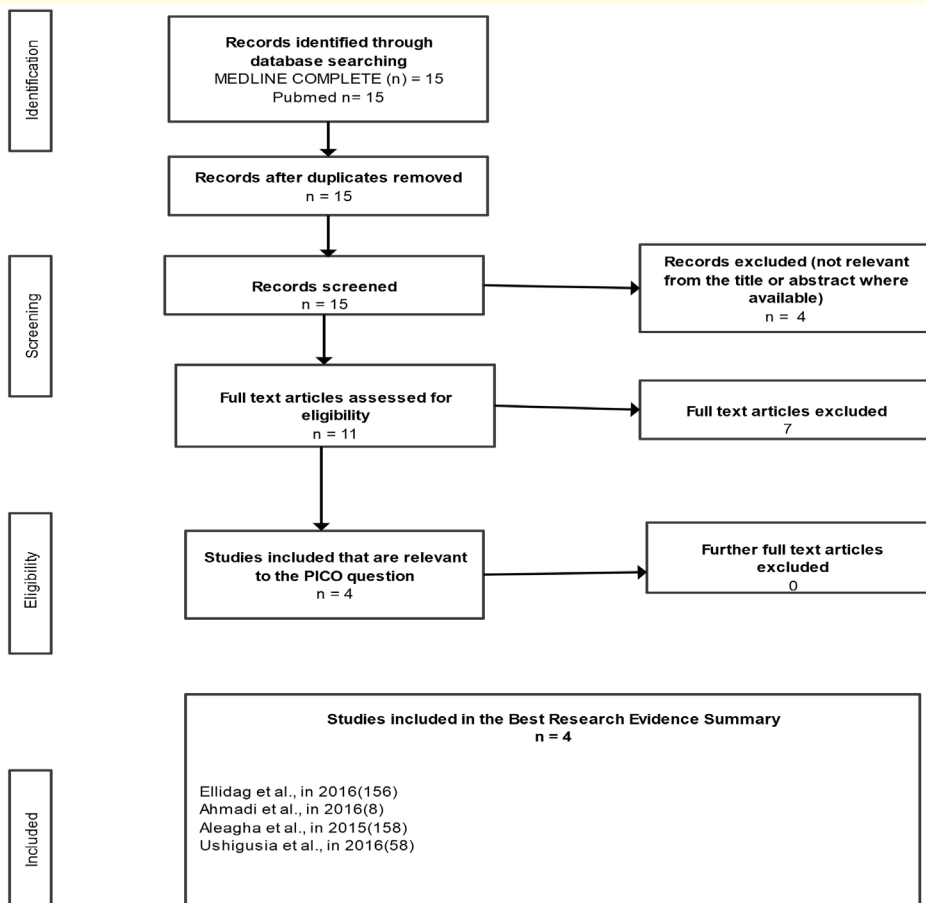 Identification
Records identified through
database searching
MEDLINE COMPLETE (n) = 15
Pubmed n= 15
Records after duplicates removed
n = 15
Screening
Records screened
n = 15
Records excluded (not relevant
from the title or abstract where
available)
n =  4
Full text articles assessed for
eligibility
n = 11
Full text articles excluded
7
Eligibility
Studies included that are relevant
to the PICO question
n = 4
Further full text articles
excluded
0
Included
Studies included in the Best Research Evidence Summary
n = 4
Ellidag et al., in 2016(156)
Ahmadi et al., in 2016(8)
Aleagha et al., in 2015(158)
Ushigusia et al., in 2016(58)